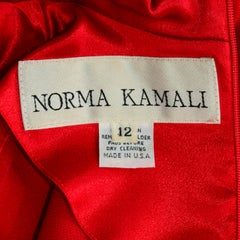 NORMA KAMALI
12
DRY CLEANING
MADE IN U.S.A.